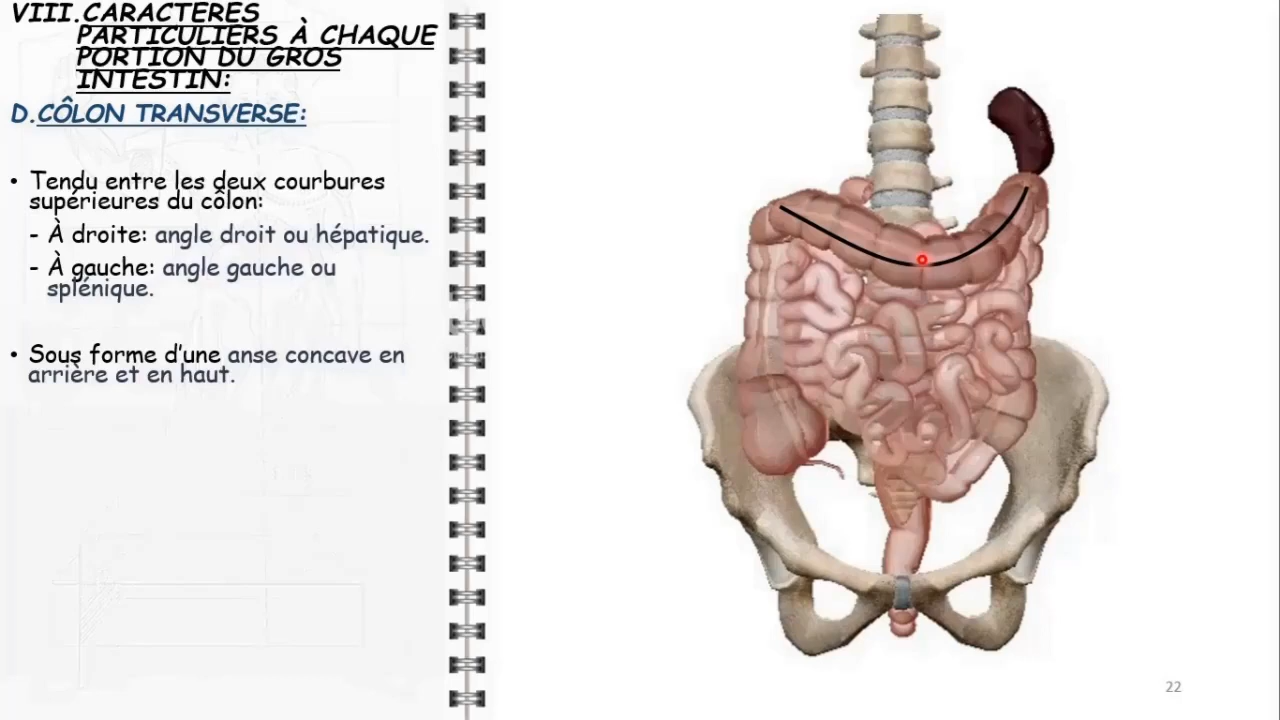 VIII.CARACTERES
PARTICULIERS À CHAQUE
PORTION DU GROS
INTESTIN:
D.CÔLON TRANSVERSE:
• Tendu entre les deux courbures
supérieures du côlon:
- À droite: angle droit ou hépatique.
- À gauche: angle gauche ou
splénique.
• Sous forme d'une anse concave en
arrière et en haut.
22